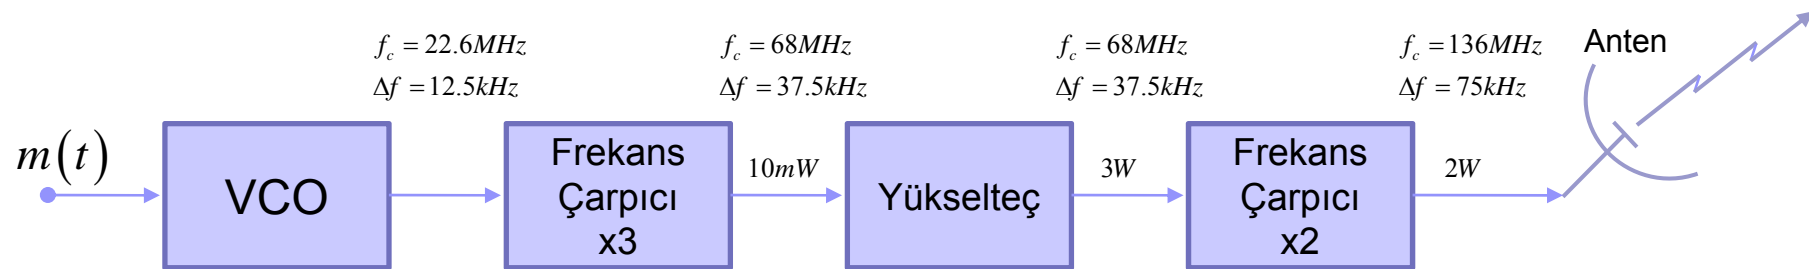 f_c = 22.6MHz
Δf = 12.5kHz
f_c = 68MHz
Δf = 37.5kHz
f_c = 68MHz
Δf = 37.5kHz
f_c = 136MHz
Δf = 75kHz
Anten
m(t)
VCO
Frekans
Çarpıcı
x3
10mW
Yükselteç
3W
Frekans
Çarpıcı
x2
2W